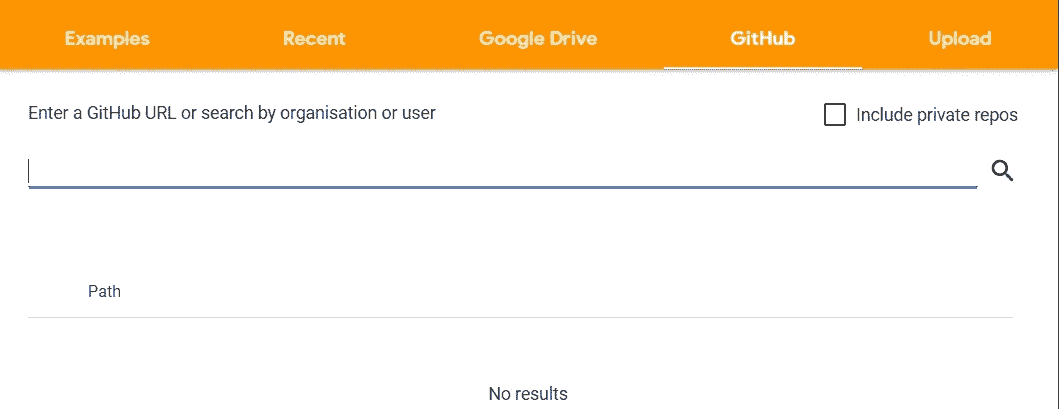 Examples Recent Google Drive GitHub Upload
Enter a GitHub URL or search by organisation or user Include private repos
Path
No results